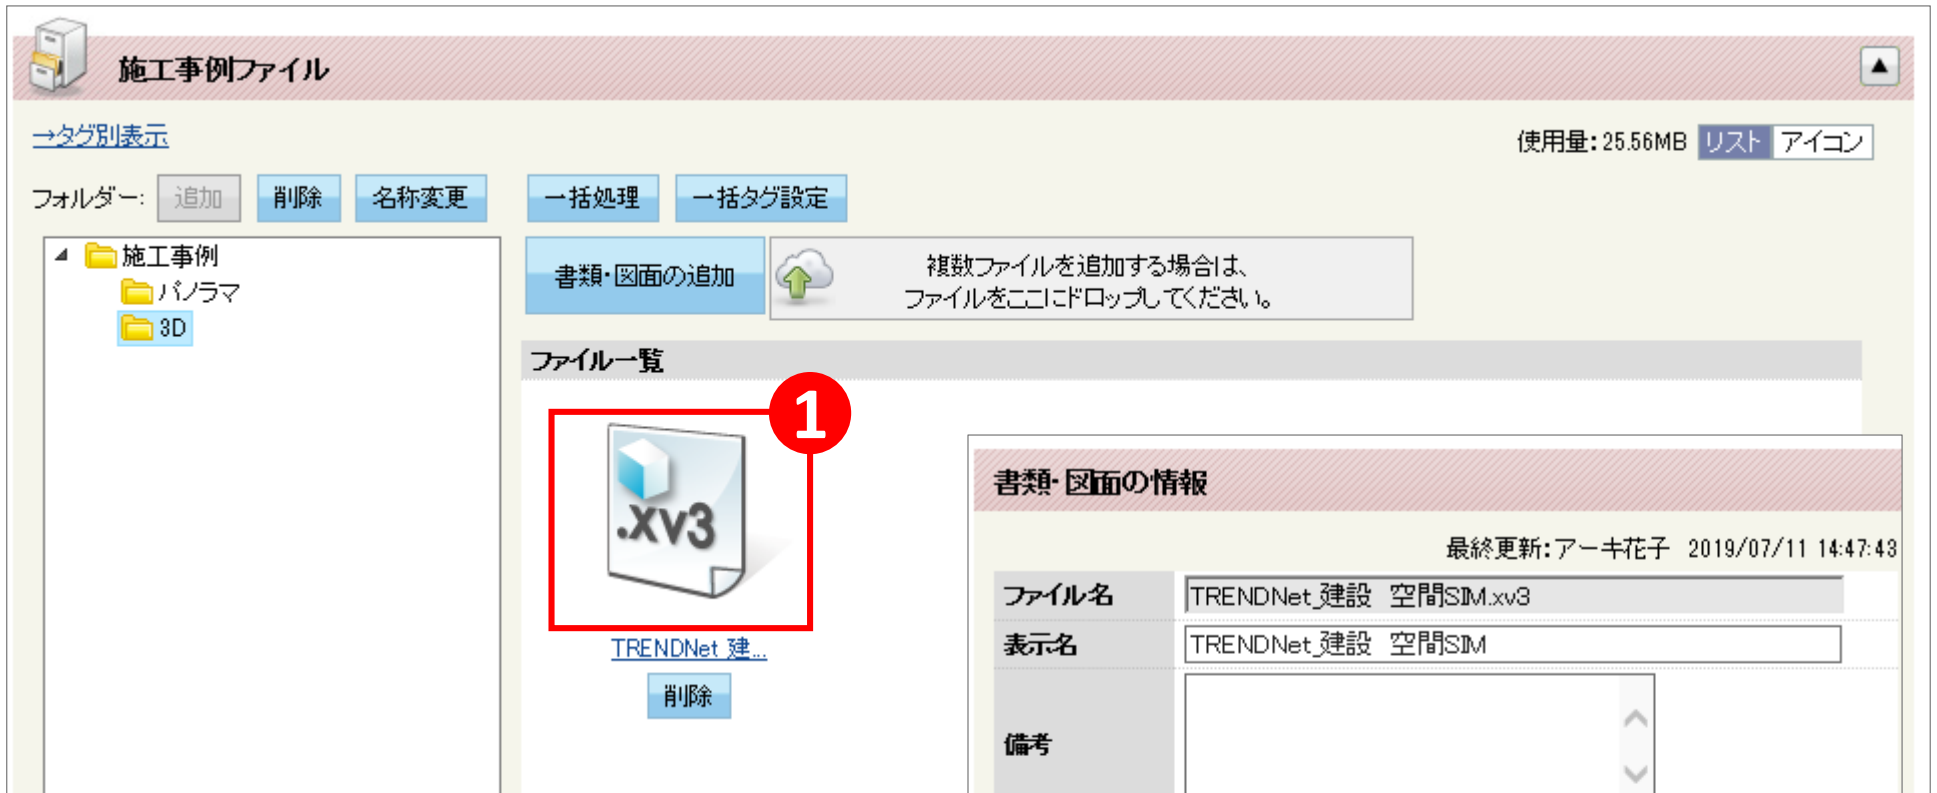 施工事例ファイル
▲
→タグ別表示
使用量：25.56MB リスト アイコン
フォルダー： 追加 削除 名称変更 一括処理 一括タグ設定
施工事例
パノラマ
3D
書類・図面の追加
複数ファイルを追加する場合は、
ファイルをここにドロップしてください。
ファイル一覧
1
.xv3
TRENDNet_建...
削除
書類・図面の情報
最終更新：アーキ花子 2019/07/11 14:47:43
ファイル名 TRENDNet_建設　空間SIM.xv3
表示名 TRENDNet_建設　空間SIM
備考